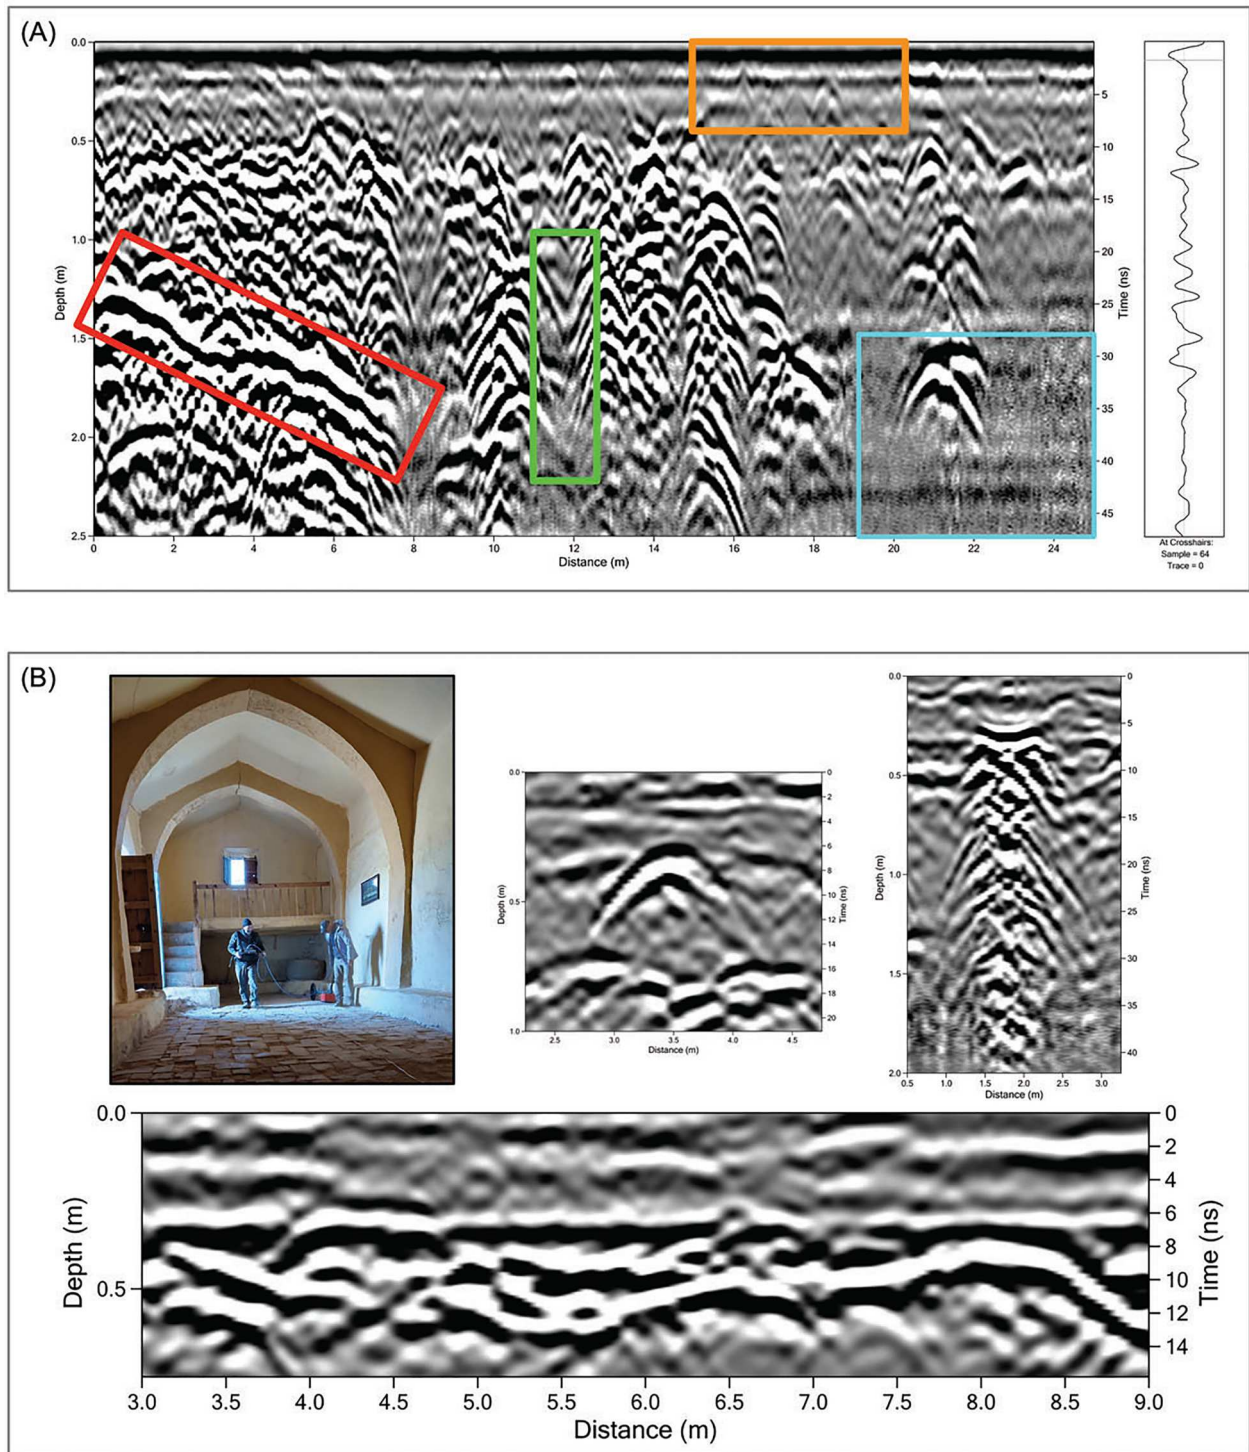 (A)
0.0
0.5
1.0
1.5
2.0
2.5
Depth (m)
0 2 4 6 8 10 12 14 16 18 20 22 24
Distance (m)
5
10
15
20
25
30
35
40
45
Time (ns)
At Crosshairs:
Sample = 64
Trace = 0
(B)
0.0
0.5
1.0
Depth (m)
2.5 3.0 3.5 4.0 4.5
Distance (m)
0
2
4
6
8
10
12
14
16
18
20
Time (ns)
0.0
0.5
1.0
1.5
2.0
Depth (m)
0.5 1.0 1.5 2.0 2.5 3.0
Distance (m)
0
5
10
15
20
25
30
35
40
Time (ns)
0.0
0.5
Depth (m)
3.0 3.5 4.0 4.5 5.0 5.5 6.0 6.5 7.0 7.5 8.0 8.5 9.0
Distance (m)
0
2
4
6
8
10
12
14
Time (ns)